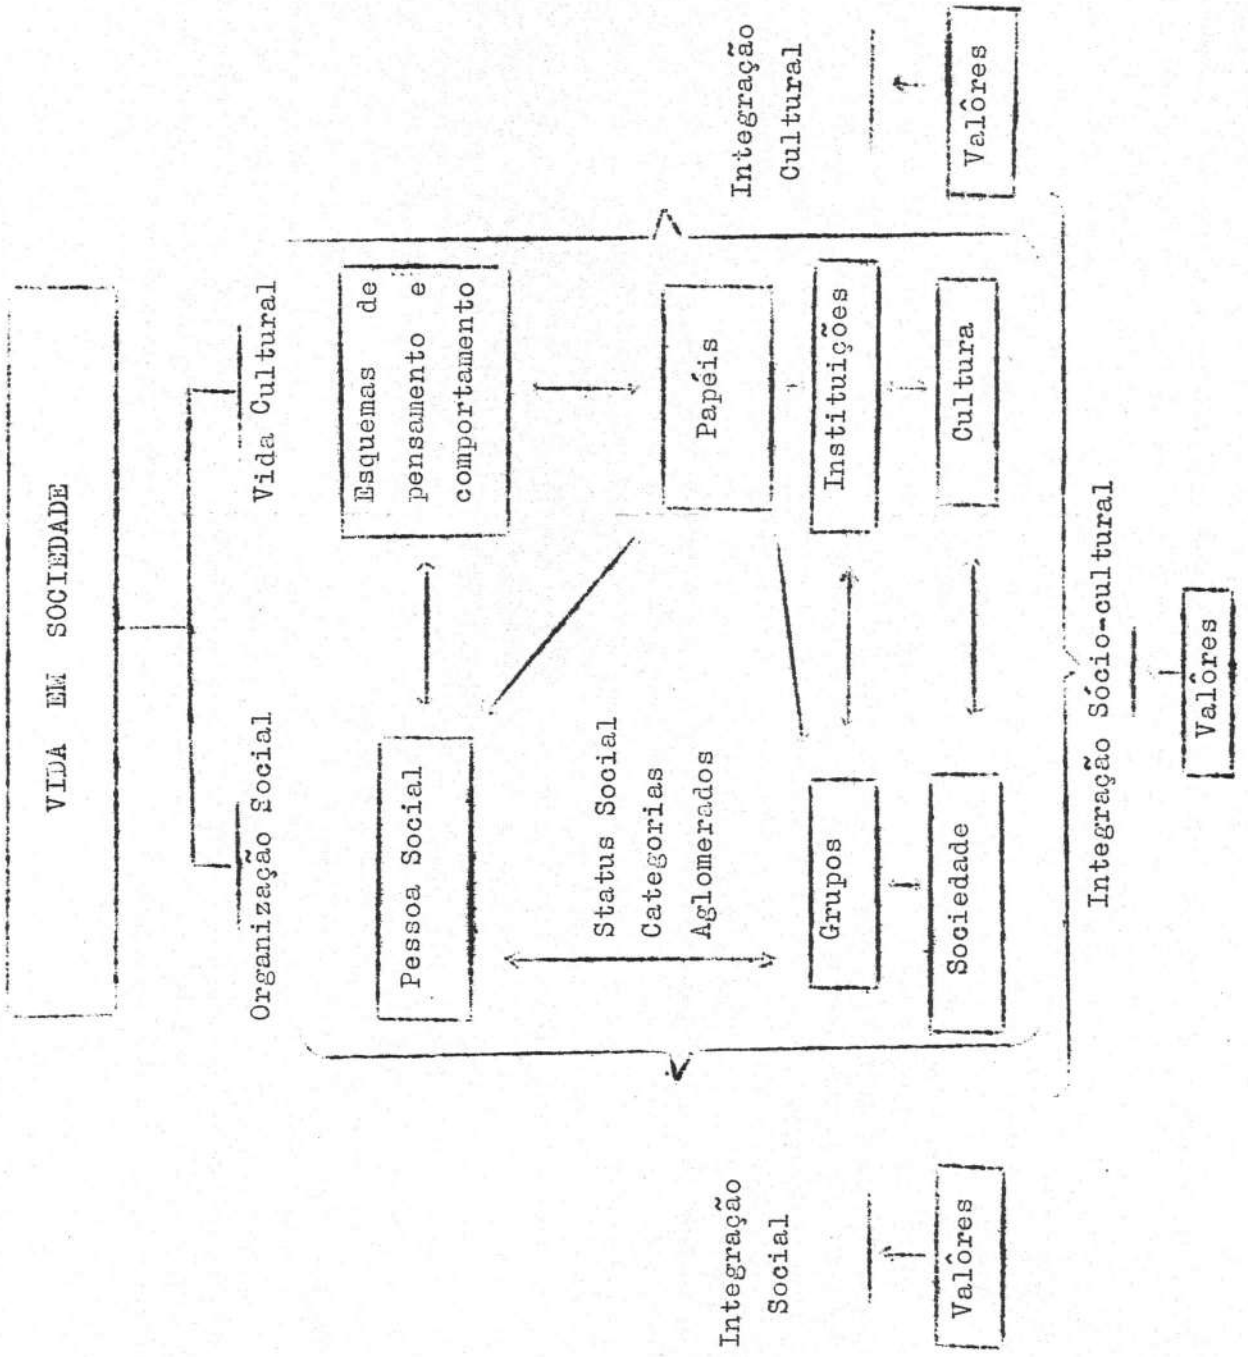 VIDA EM SOCIEDADE
Organização Social
Vida Cultural
Pessoa Social
Esquemas de
pensamento e
comportamento
Status Social
Categorias
Aglomerados
Papéis
Integração
Social
Integração
Cultural
Grupos
Instituições
Sociedade
Cultura
Valôres
Valôres
Integração Sócio-cultural
Valôres